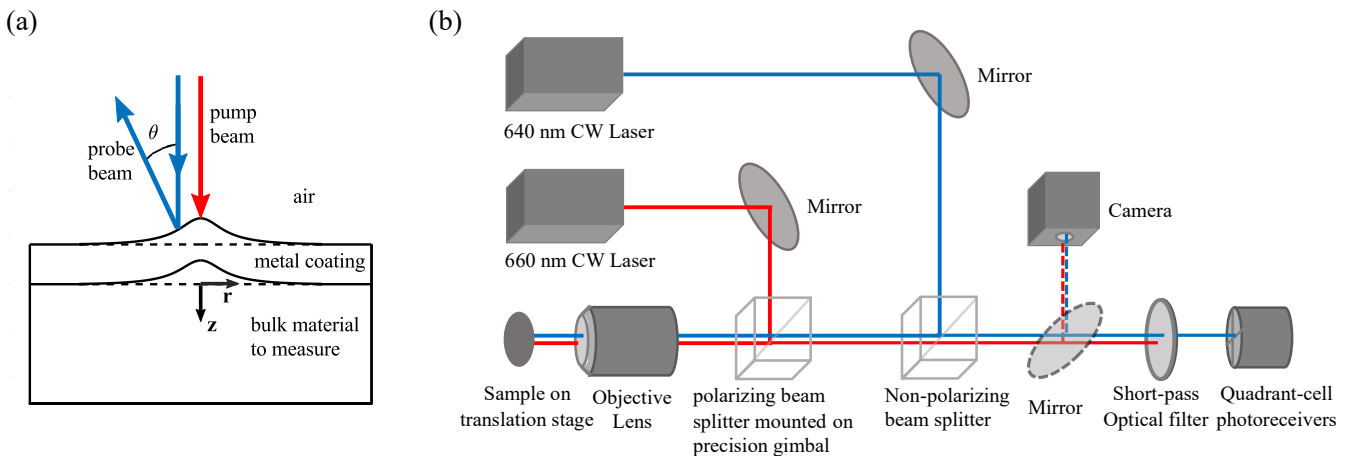 (a)
pump
beam
θ
probe
beam
air
metal coating
r
z
bulk material
to measure
(b)
Mirror
640 nm CW Laser
Mirror
660 nm CW Laser
Camera
Sample on
translation stage
Objective
Lens
polarizing beam
splitter mounted on
precision gimbal
Non-polarizing
beam splitter
Mirror
Short-pass
Optical filter
Quadrant-cell
photoreceivers